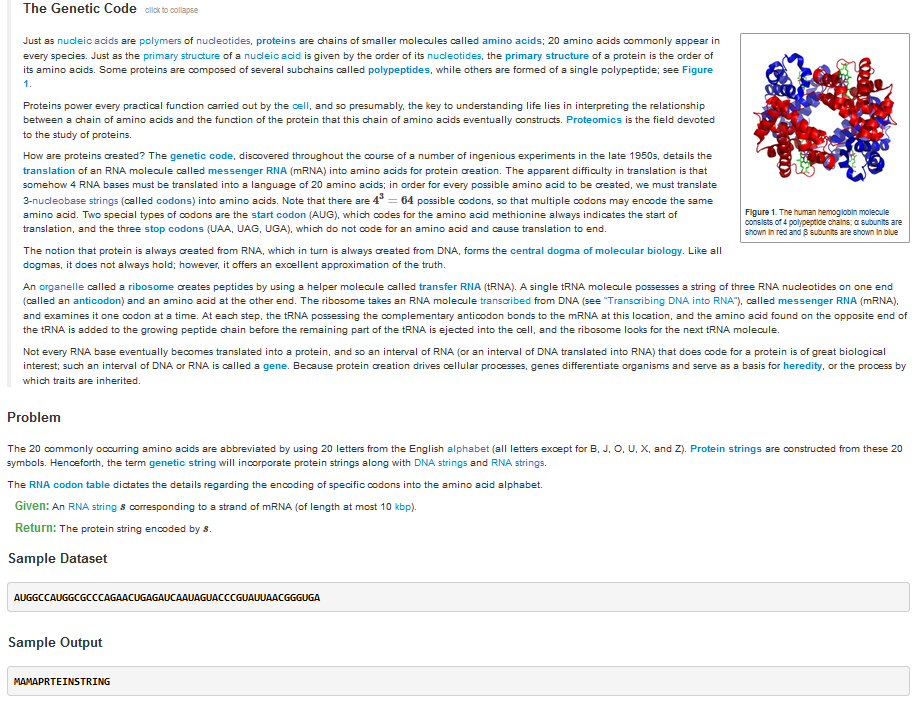 The Genetic Code click to collapse
Just as nucleic acids are polymers of nucleotides, proteins are chains of smaller molecules called amino acids; 20 amino acids commonly appear in
every species. Just as the primary structure of a nucleic acid is given by the order of its nucleotides, the primary structure of a protein is the order of
its amino acids. Some proteins are composed of several subchains called polypeptides, while others are formed of a single polypeptide; see Figure
1.
Proteins power every practical function carried out by the cell, and so presumably, the key to understanding life lies in interpreting the relationship
between a chain of amino acids and the function of the protein that this chain of amino acids eventually constructs. Proteomics is the field devoted
to the study of proteins.
How are proteins created? The genetic code, discovered throughout the course of a number of ingenious experiments in the late 1950s, details the
translation of an RNA molecule called messenger RNA (mRNA) into amino acids for protein creation. The apparent difficulty in translation is that
somehow 4 RNA bases must be translated into a language of 20 amino acids; in order for every possible amino acid to be created, we must translate
3-nucleobase strings (called codons) into amino acids. Note that there are 4³ = 64 possible codons, so that multiple codons may encode the same
amino acid. Two special types of codons are the start codon (AUG), which codes for the amino acid methionine always indicates the start of
translation, and the three stop codons (UAA, UAG, UGA), which do not code for an amino acid and cause translation to end.
Figure 1. The human hemoglobin molecule
consists of 4 polypeptide chains; α subunits are
shown in red and β subunits are shown in blue
The notion that protein is always created from RNA, which in turn is always created from DNA, forms the central dogma of molecular biology. Like all
dogmas, it does not always hold; however, it offers an excellent approximation of the truth.
An organelle called a ribosome creates peptides by using a helper molecule called transfer RNA (tRNA). A single tRNA molecule possesses a string of three RNA nucleotides on one end
(called an anticodon) and an amino acid at the other end. The ribosome takes an RNA molecule transcribed from DNA (see "Transcribing DNA into RNA"), called messenger RNA (mRNA),
and examines it one codon at a time. At each step, the tRNA possessing the complementary anticodon bonds to the mRNA at this location, and the amino acid found on the opposite end of
the tRNA is added to the growing peptide chain before the remaining part of the tRNA is ejected into the cell, and the ribosome looks for the next tRNA molecule.
Not every RNA base eventually becomes translated into a protein, and so an interval of RNA (or an interval of DNA translated into RNA) that does code for a protein is of great biological
interest; such an interval of DNA or RNA is called a gene. Because protein creation drives cellular processes, genes differentiate organisms and serve as a basis for heredity, or the process by
which traits are inherited.
Problem
The 20 commonly occurring amino acids are abbreviated by using 20 letters from the English alphabet (all letters except for B, J, O, U, X, and Z). Protein strings are constructed from these 20
symbols. Henceforth, the term genetic string will incorporate protein strings along with DNA strings and RNA strings.
The RNA codon table dictates the details regarding the encoding of specific codons into the amino acid alphabet.
Given: An RNA string s corresponding to a strand of mRNA (of length at most 10 kbp).
Return: The protein string encoded by s.
Sample Dataset
AUGGCCAUGGCGCCCAGAACUGAGAUCAAUAGUACCCGUAUUAACGGGUGA
Sample Output
MAMAPRTEINSTRING